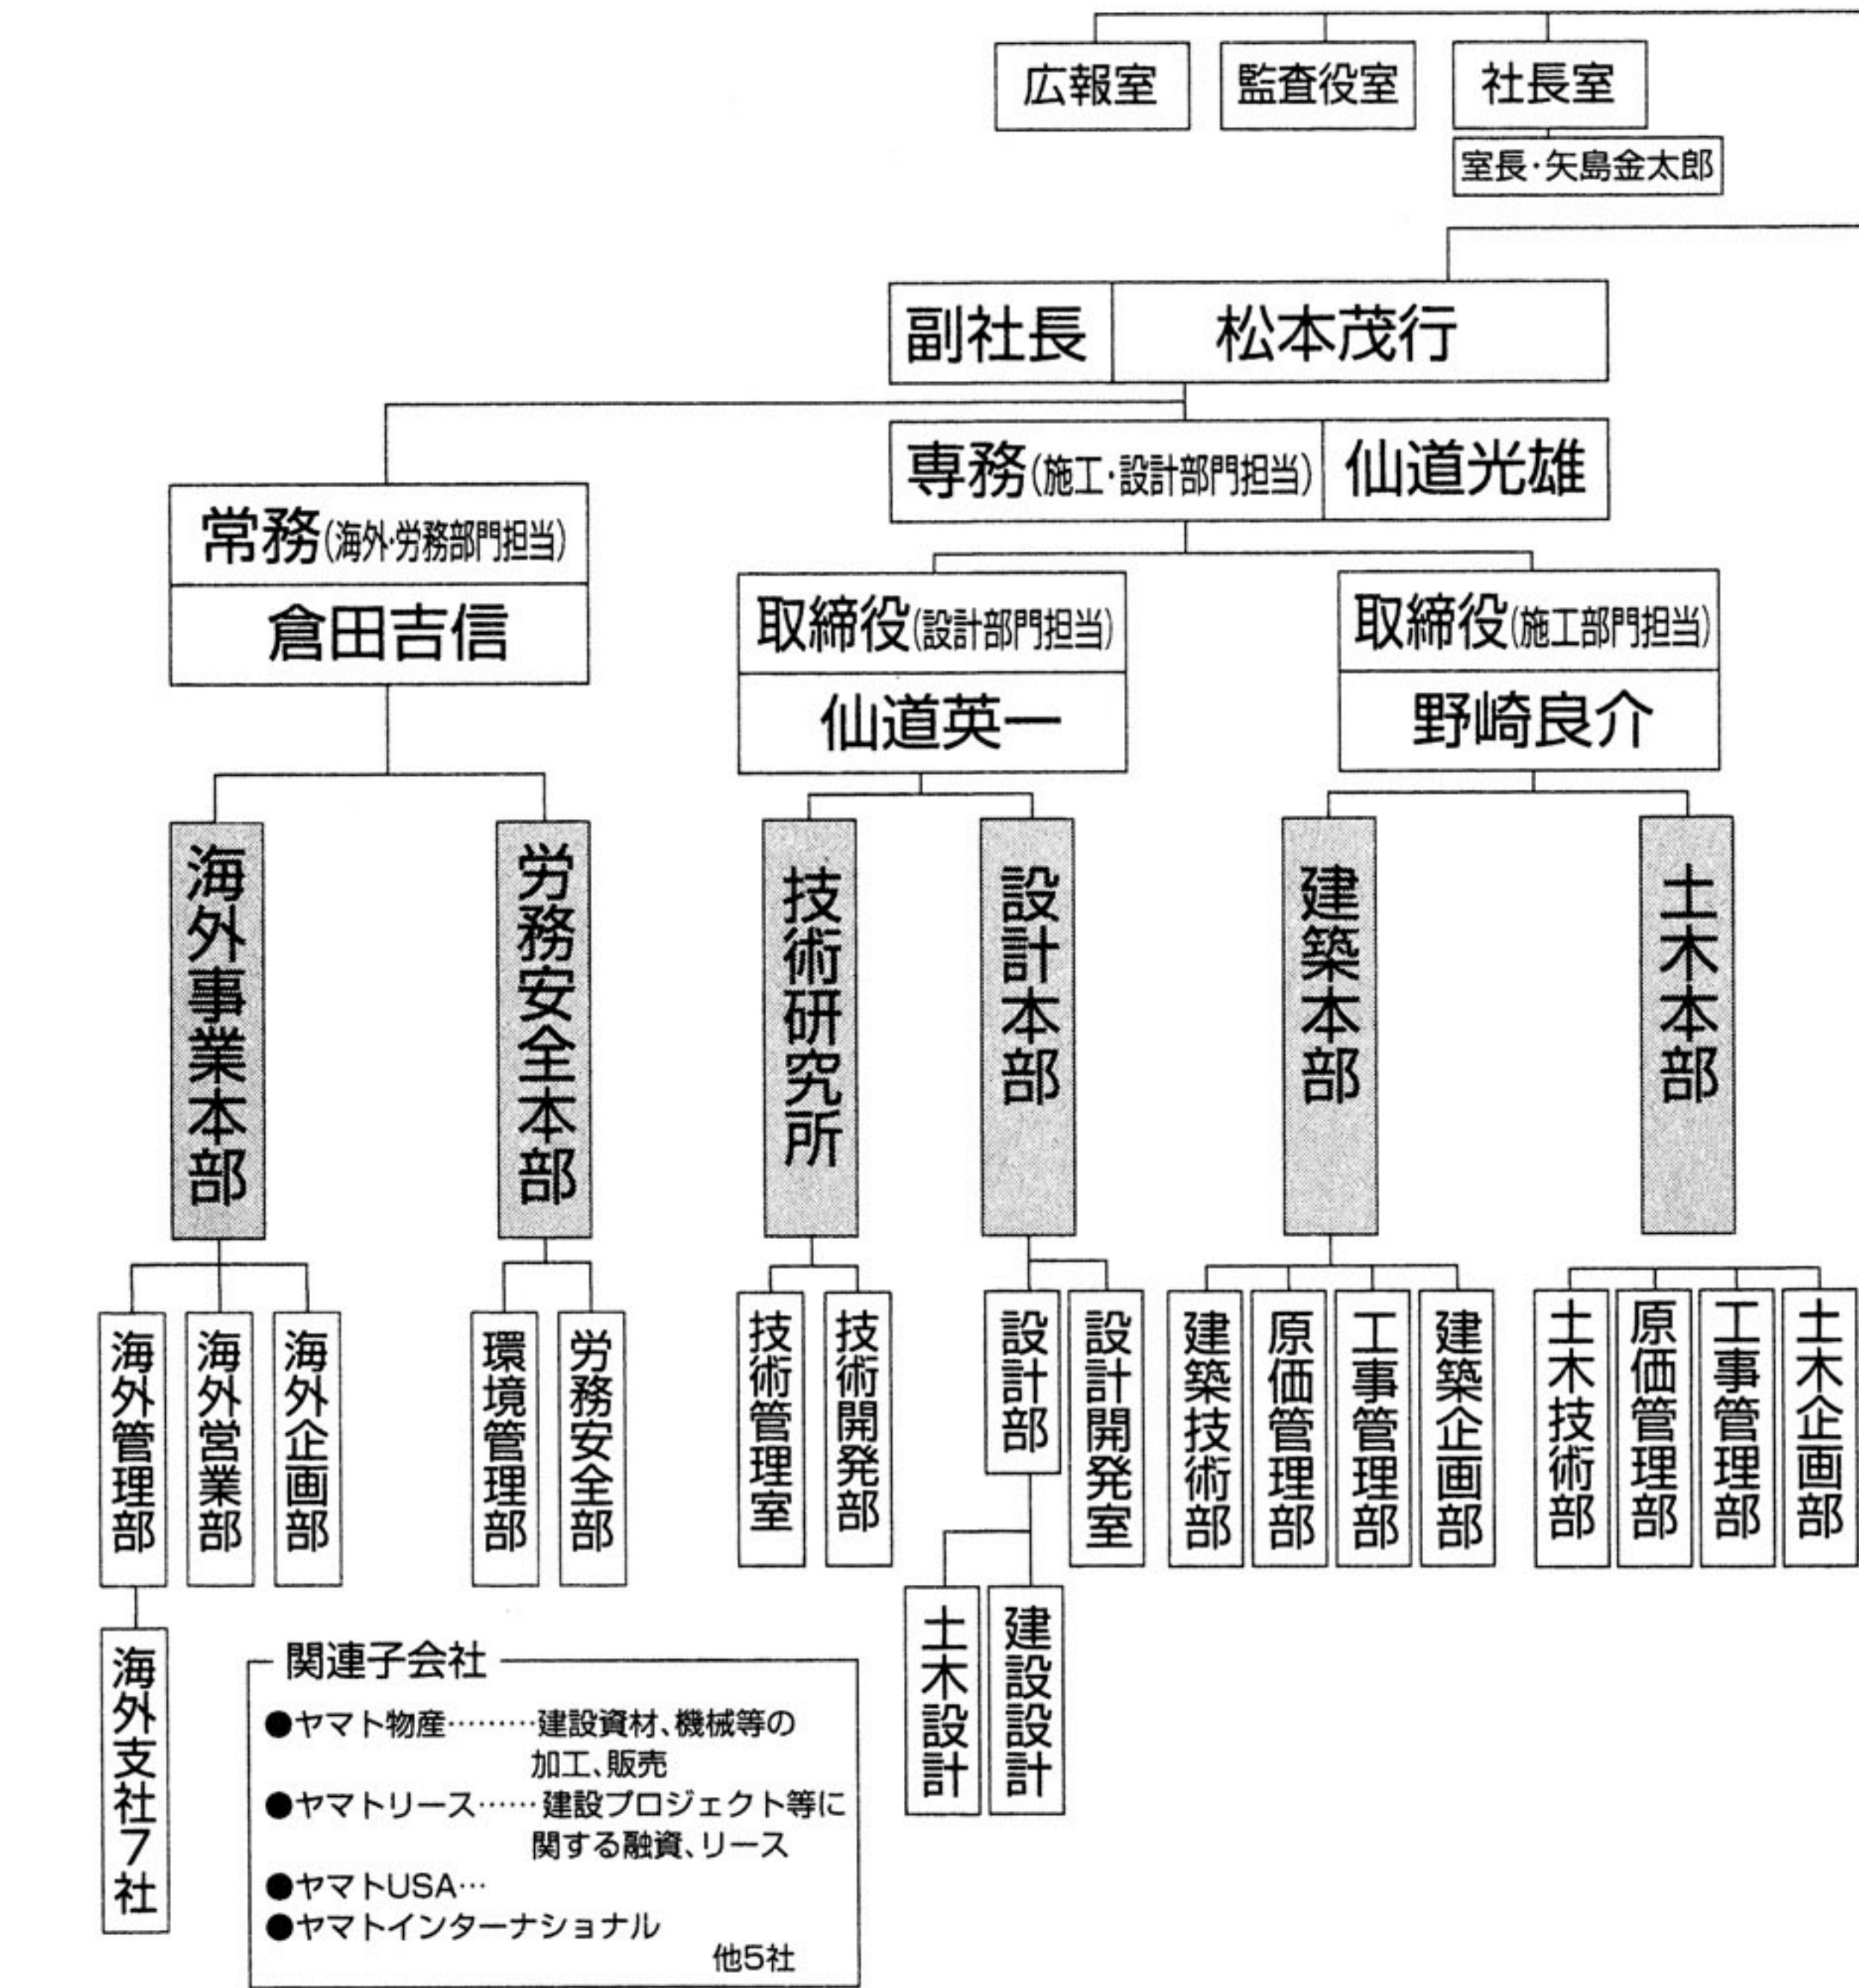 広報室
監査役室
社長室
室長・矢島金太郎
副社長 松本茂行
専務(施工・設計部門担当) 仙道光雄
常務(海外・労務部門担当)
倉田吉信
取締役(設計部門担当)
仙道英一
取締役(施工部門担当)
野崎良介
海外事業本部
労務安全本部
技術研究所
設計本部
建築本部
土木本部
海外管理部
海外営業部
海外企画部
環境管理部
労務安全部
技術管理室
技術開発部
設計部
設計開発室
建築技術部
原価管理部
工事管理部
建築企画部
土木技術部
原価管理部
工事管理部
土木企画部
海外支社7社
土木設計
建設設計
関連子会社
●ヤマト物産………建設資材、機械等の
加工、販売
●ヤマトリース……建設プロジェクト等に
関する融資、リース
●ヤマトUSA…
●ヤマトインターナショナル
他5社